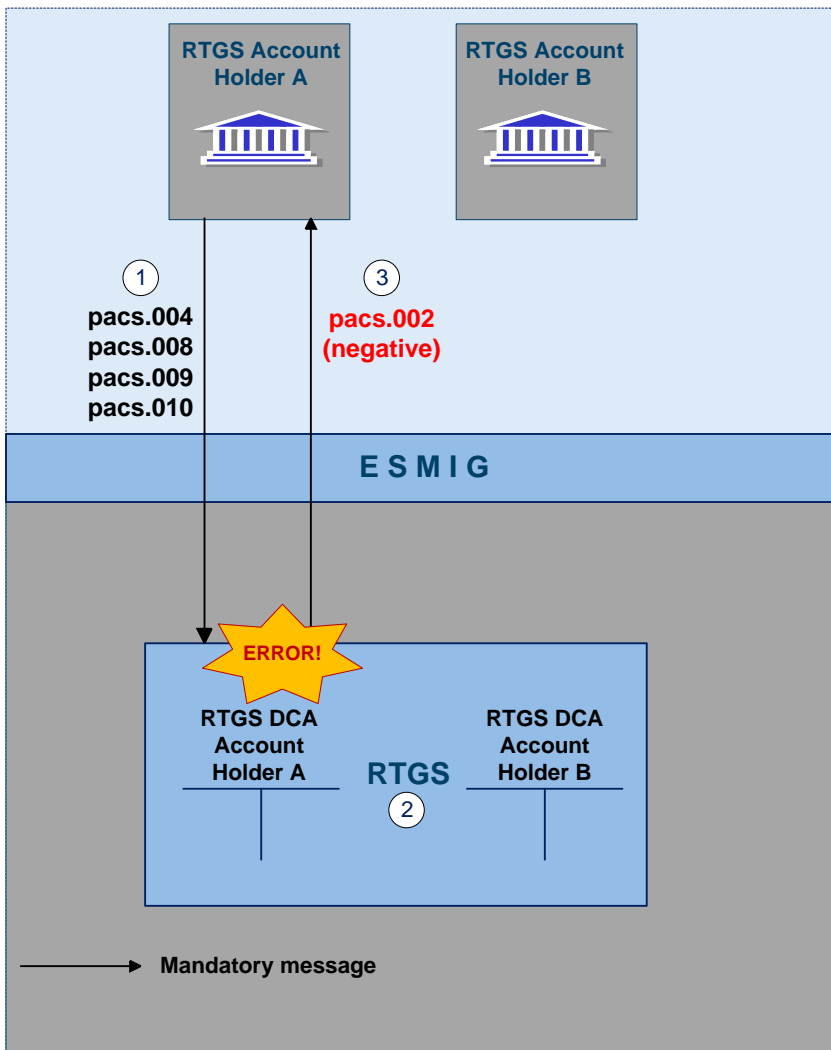 RTGS Account
Holder A
RTGS Account
Holder B
1
pacs.004
pacs.008
pacs.009
pacs.010
3
pacs.002
(negative)
E S M I G
ERROR!
RTGS DCA
Account
Holder A
RTGS
2
RTGS DCA
Account
Holder B
Mandatory message